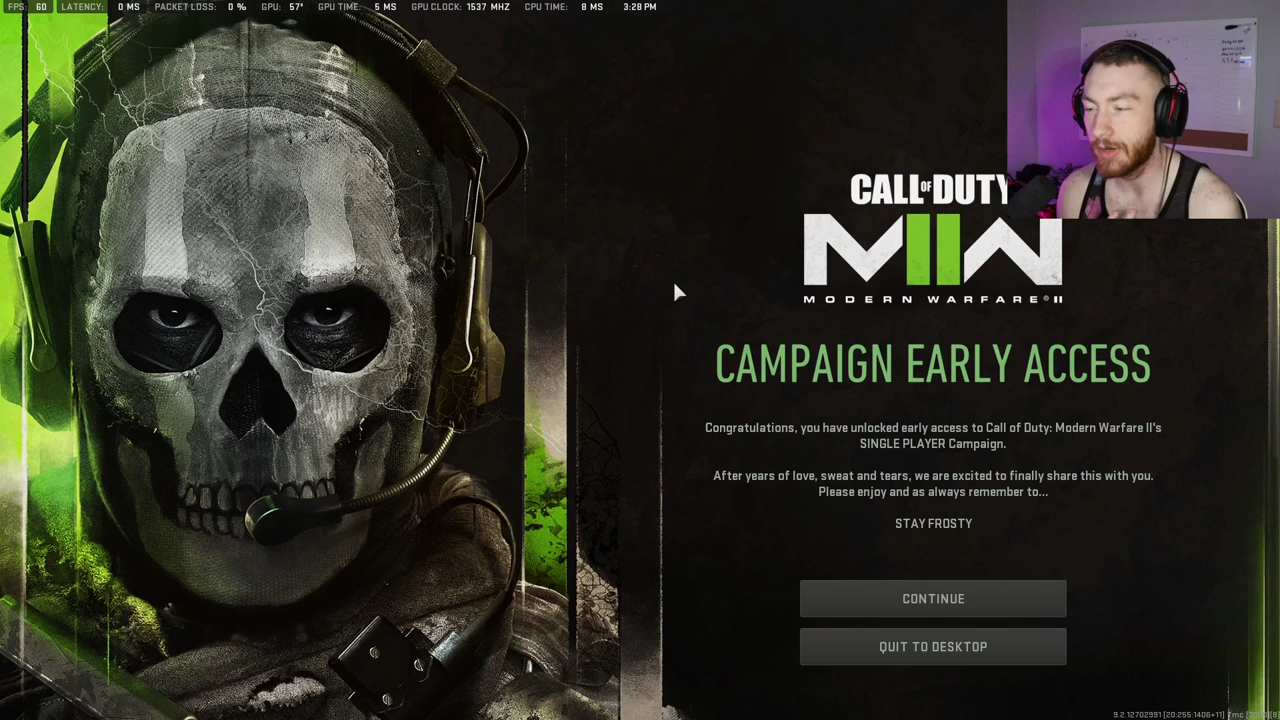 FPS: 60 LATENCY: 0 MS PACKET LOSS: 0 % GPU: 57° GPU TIME: 5 MS GPU CLOCK: 1537 MHZ CPU TIME: 8 MS 3:28 PM
CALL OF DUTY
MIIW
MODERN WARFARE® II
CAMPAIGN EARLY ACCESS
Congratulations, you have unlocked early access to Call of Duty: Modern Warfare II's
SINGLE PLAYER Campaign.
After years of love, sweat and tears, we are excited to finally share this with you.
Please enjoy and as always remember to...
STAY FROSTY
CONTINUE
QUIT TO DESKTOP